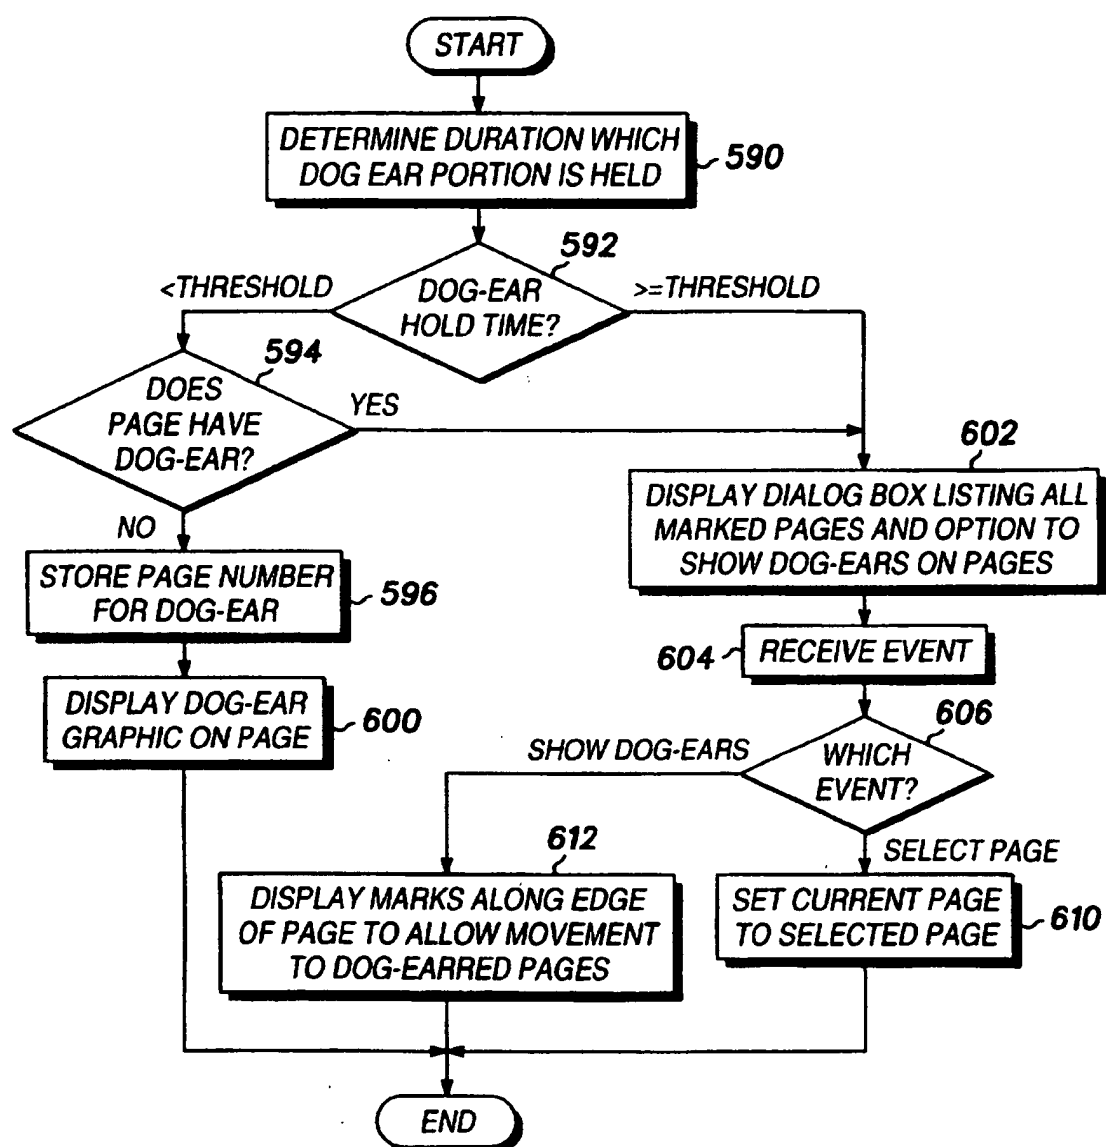 START
DETERMINE DURATION WHICH
DOG EAR PORTION IS HELD
590
592
<THRESHOLD
DOG-EAR
HOLD TIME?
>=THRESHOLD
594
DOES
PAGE HAVE
DOG-EAR?
YES
NO
602
DISPLAY DIALOG BOX LISTING ALL
MARKED PAGES AND OPTION TO
SHOW DOG-EARS ON PAGES
STORE PAGE NUMBER
FOR DOG-EAR
596
604
RECEIVE EVENT
DISPLAY DOG-EAR
GRAPHIC ON PAGE
600
606
SHOW DOG-EARS
WHICH
EVENT?
SELECT PAGE
612
DISPLAY MARKS ALONG EDGE
OF PAGE TO ALLOW MOVEMENT
TO DOG-EARRED PAGES
SET CURRENT PAGE
TO SELECTED PAGE
610
END